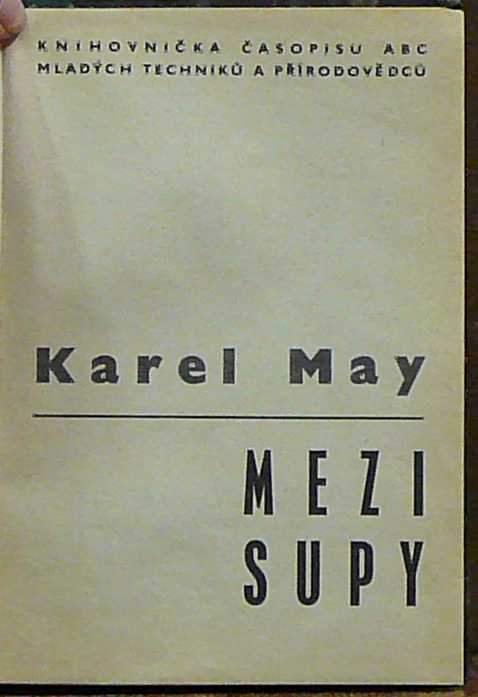 KNIHOVNIČKA ČASOPISU ABC
MLADÝCH TECHNIKŮ A PŘÍRODOVĚDCŮ
Karel May
MEZI
SUPY